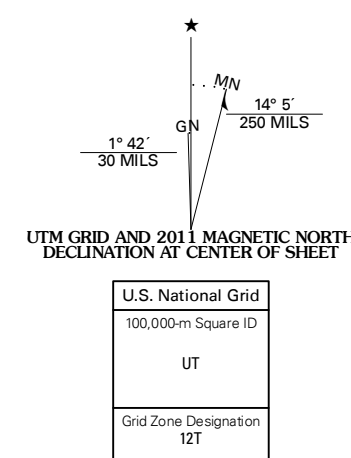 ★
MN
GN
14° 5´
250 MILS
1° 42´
30 MILS
UTM GRID AND 2011 MAGNETIC NORTH
DECLINATION AT CENTER OF SHEET
U.S. National Grid
100,000-m Square ID
UT
Grid Zone Designation
12T